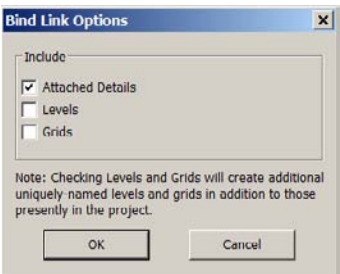 Bind Link Options
Include
Attached Details
Levels
Grids
Note: Checking Levels and Grids will create additional
uniquely-named levels and grids in addition to those
presently in the project.
OK
Cancel